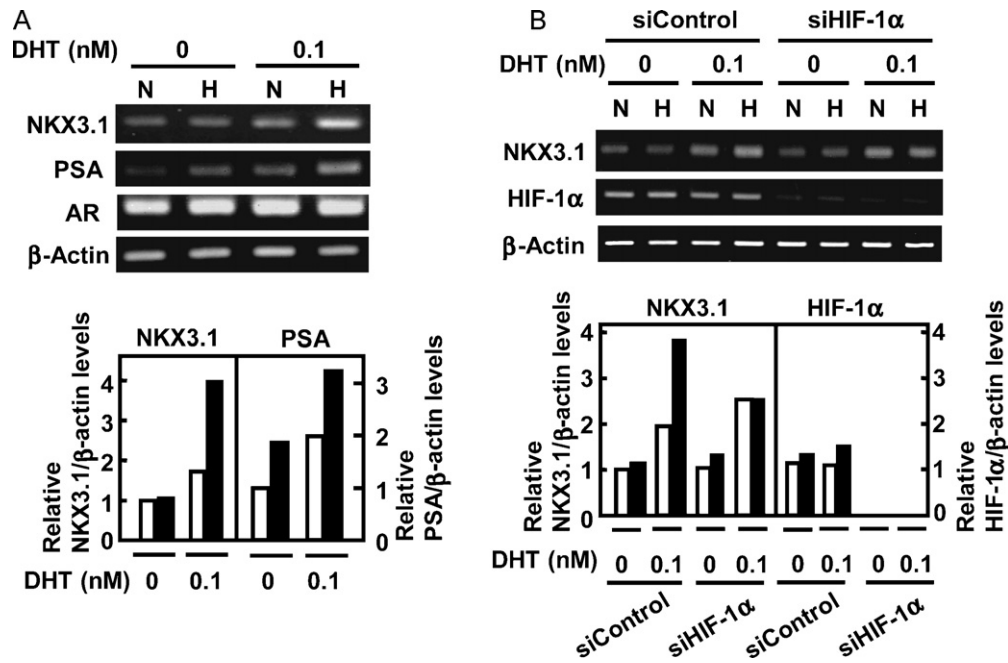 A
DHT (nM) 0 0.1
N H N H
NKX3.1
PSA
AR
β-Actin
NKX3.1 PSA
Relative
NKX3.1/β-actin levels
4
3
2
1
0
3
2
1
0
Relative
PSA/β-actin levels
DHT (nM) 0 0.1 0 0.1
B
siControl siHIF-1α
DHT (nM) 0 0.1 0 0.1
N H N H N H N H
NKX3.1
HIF-1α
β-Actin
NKX3.1 HIF-1α
Relative
NKX3.1/β-actin levels
4
3
2
1
0
4
3
2
1
0
Relative
HIF-1α/β-actin levels
DHT (nM) 0 0.1 0 0.1 0 0.1 0 0.1
siControl siHIF-1α siControl siHIF-1α